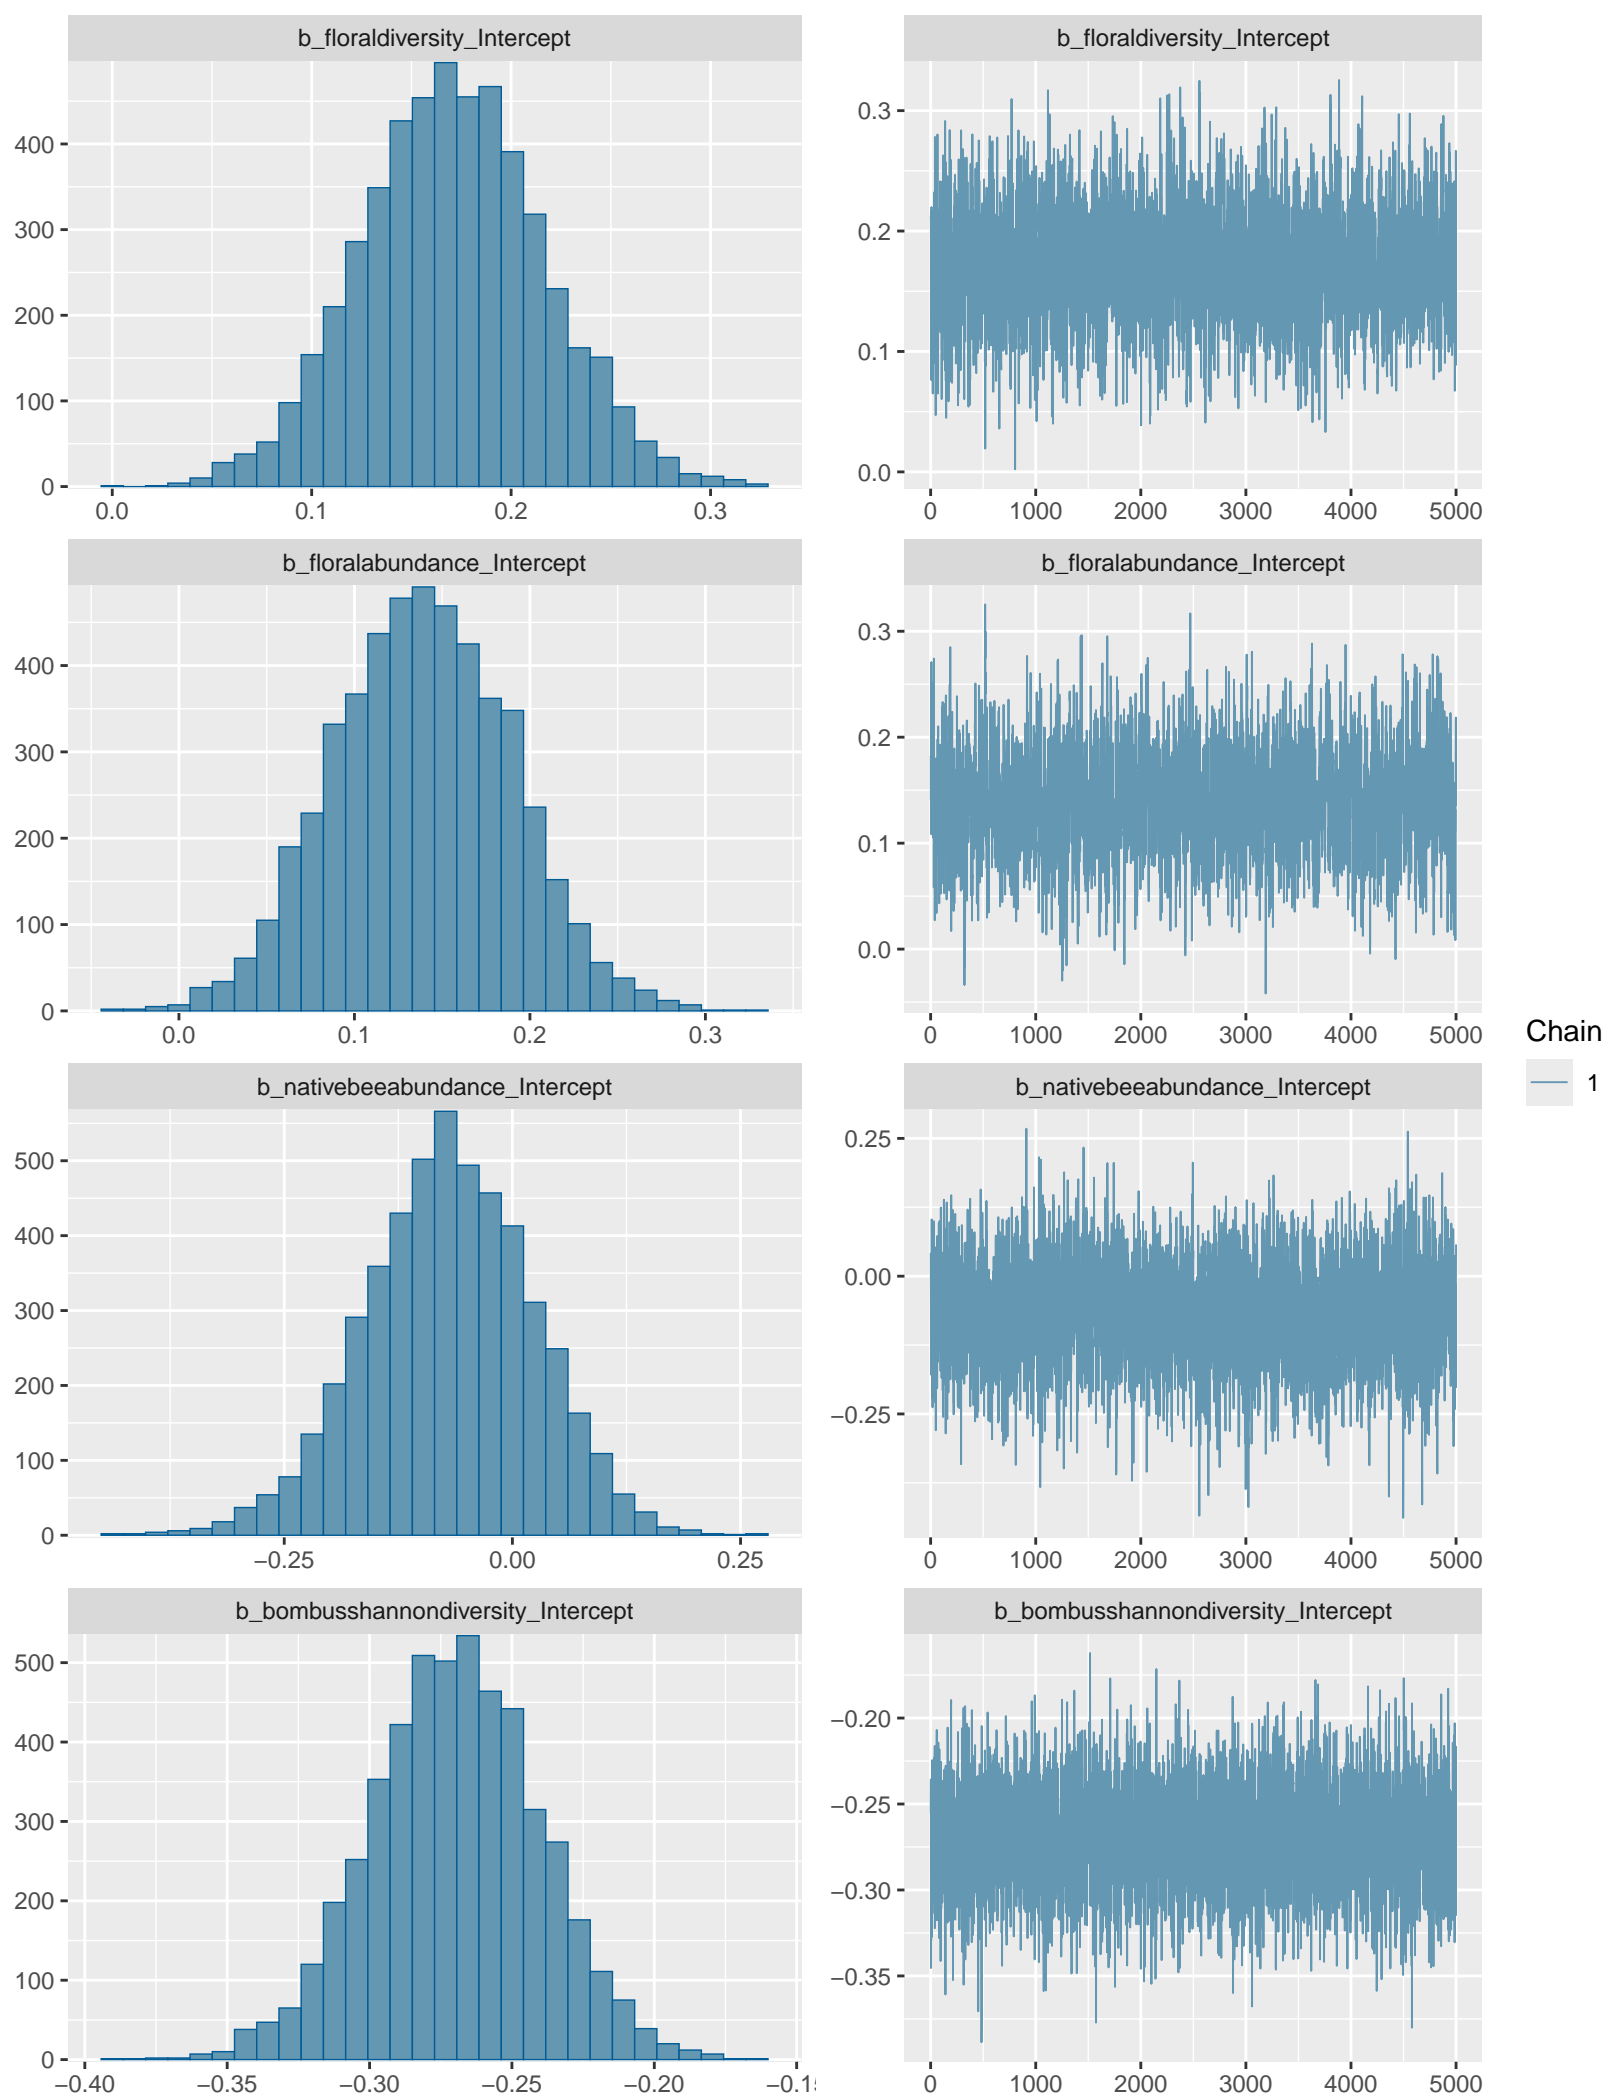 b_floraldiversity_Intercept
b_floraldiversity_Intercept
400
300
200
100
0
0.0 0.1 0.2 0.3
0.3
0.2
0.1
0.0
0 1000 2000 3000 4000 5000
b_floralabundance_Intercept
b_floralabundance_Intercept
400
300
200
100
0
0.0 0.1 0.2 0.3
0.3
0.2
0.1
0.0
0 1000 2000 3000 4000 5000
Chain
1
b_nativebeeabundance_Intercept
b_nativebeeabundance_Intercept
500
400
300
200
100
0
−0.25 0.00 0.25
0.25
0.00
−0.25
0 1000 2000 3000 4000 5000
b_bombusshannondiversity_Intercept
b_bombusshannondiversity_Intercept
500
400
300
200
100
0
−0.40 −0.35 −0.30 −0.25 −0.20
−0.20
−0.25
−0.30
−0.35
0 1000 2000 3000 4000 5000